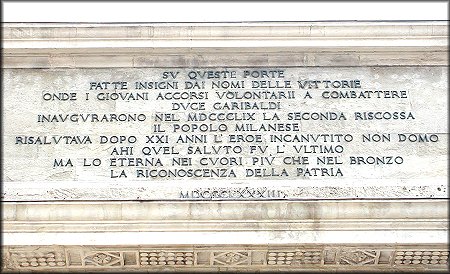 SV QVESTE PORTE
FATTE INSIGNI DAI NOMI DELLE VITTORIE
ONDE I GIOVANI ACCORSI VOLONTARII A COMBATTERE
DVCE GARIBALDI
INAVGVRARONO NEL MDCCCLIX LA SECONDA RISCOSSA
IL POPOLO MILANESE
RISALVTAVA DOPO XXI ANNI L'EROE INCANVTITO NON DOMO
AHI QVEL SALVTO FV L'VLTIMO
MA LO ETERNA NEI CVORI PIÙ CHE NEL BRONZO
LA RICONOSCENZA DELLA PATRIA
MDCCCLXXXIII